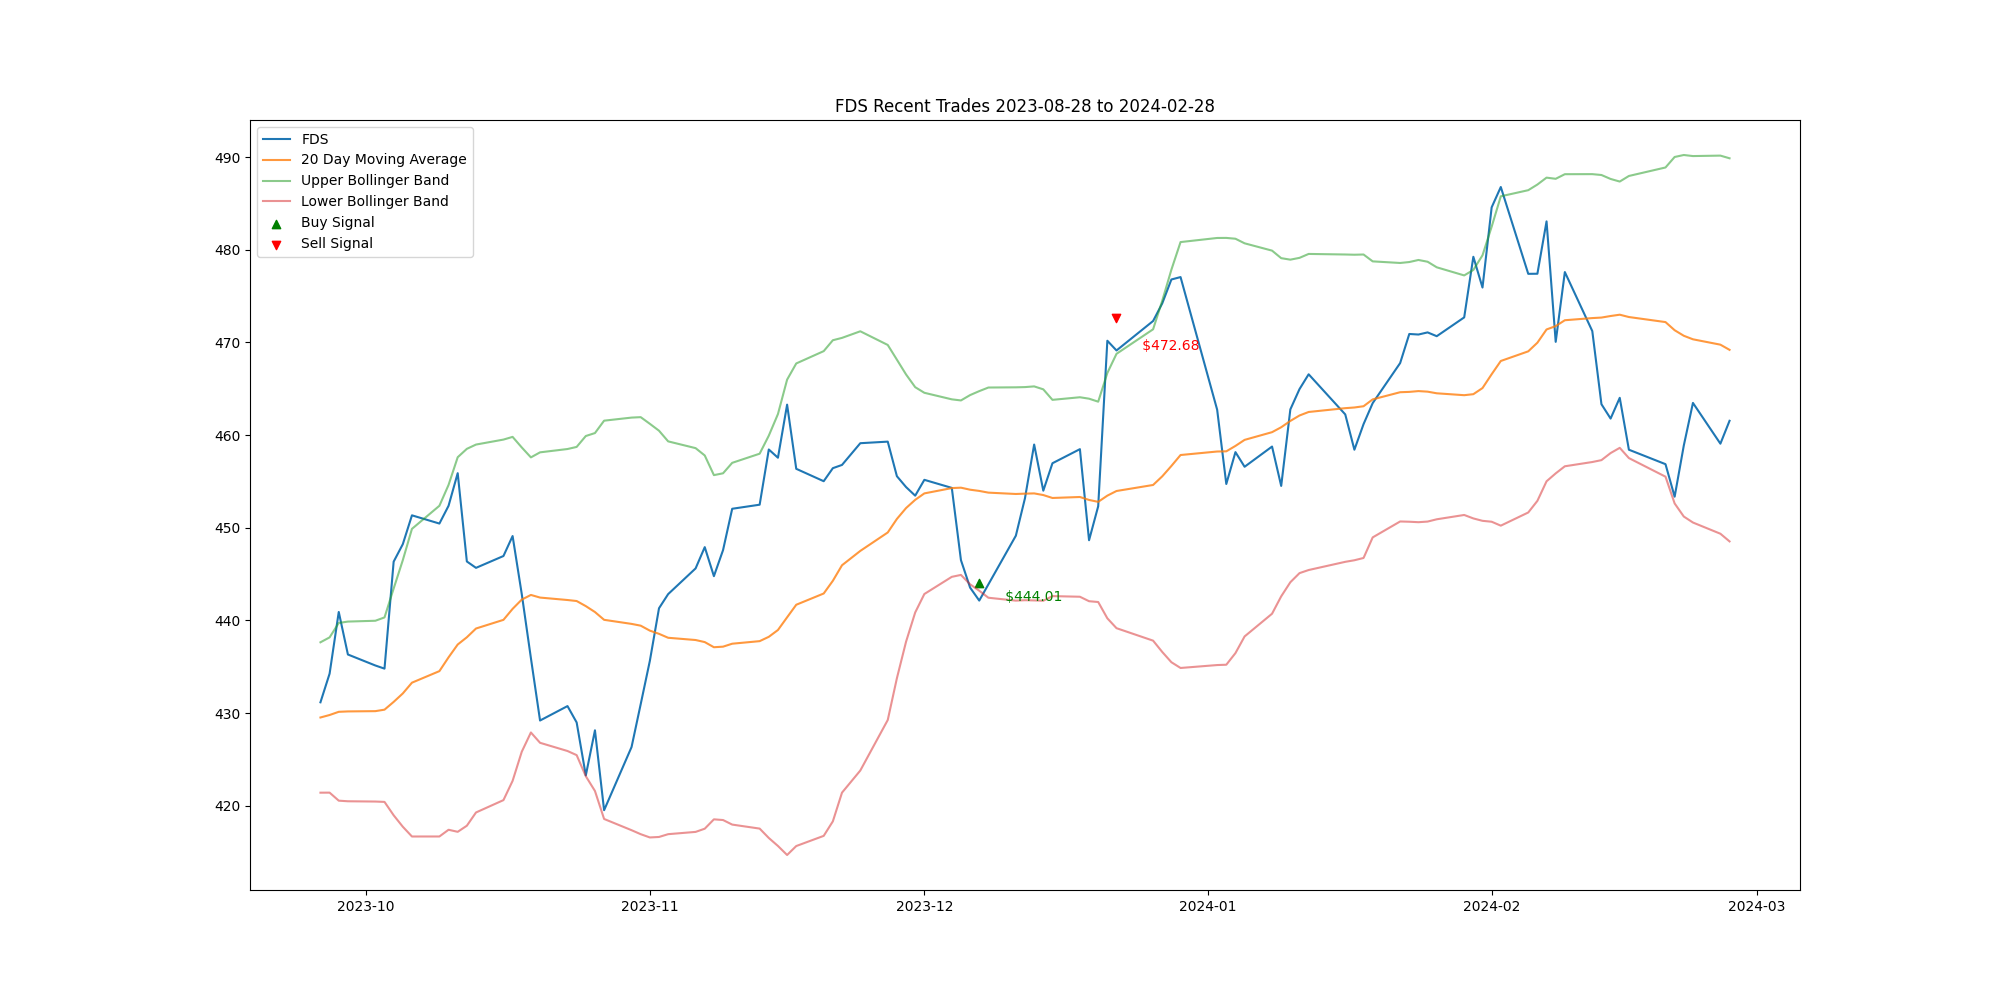 FDS Recent Trades 2023-08-28 to 2024-02-28
FDS
20 Day Moving Average
Upper Bollinger Band
Lower Bollinger Band
Buy Signal
Sell Signal
490
480
470
460
450
440
430
420
$472.68
$444.01
2023-10
2023-11
2023-12
2024-01
2024-02
2024-03